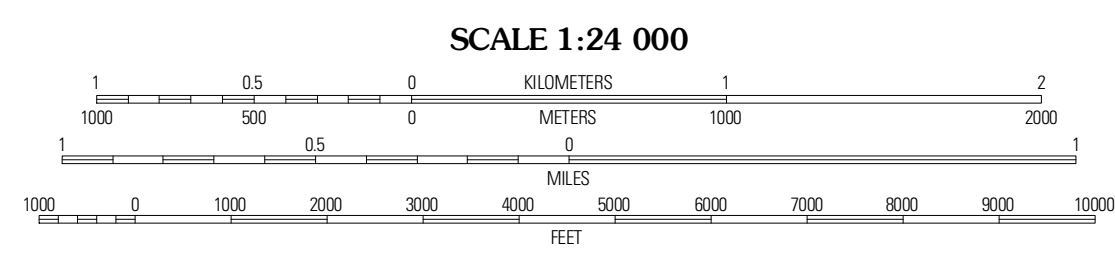 SCALE 1:24 000
1 0.5 0 KILOMETERS 1 2
1000 500 0 METERS 1000 2000
1 0.5 0 1
MILES
1000 0 1000 2000 3000 4000 5000 6000 7000 8000 9000 10000
FEET